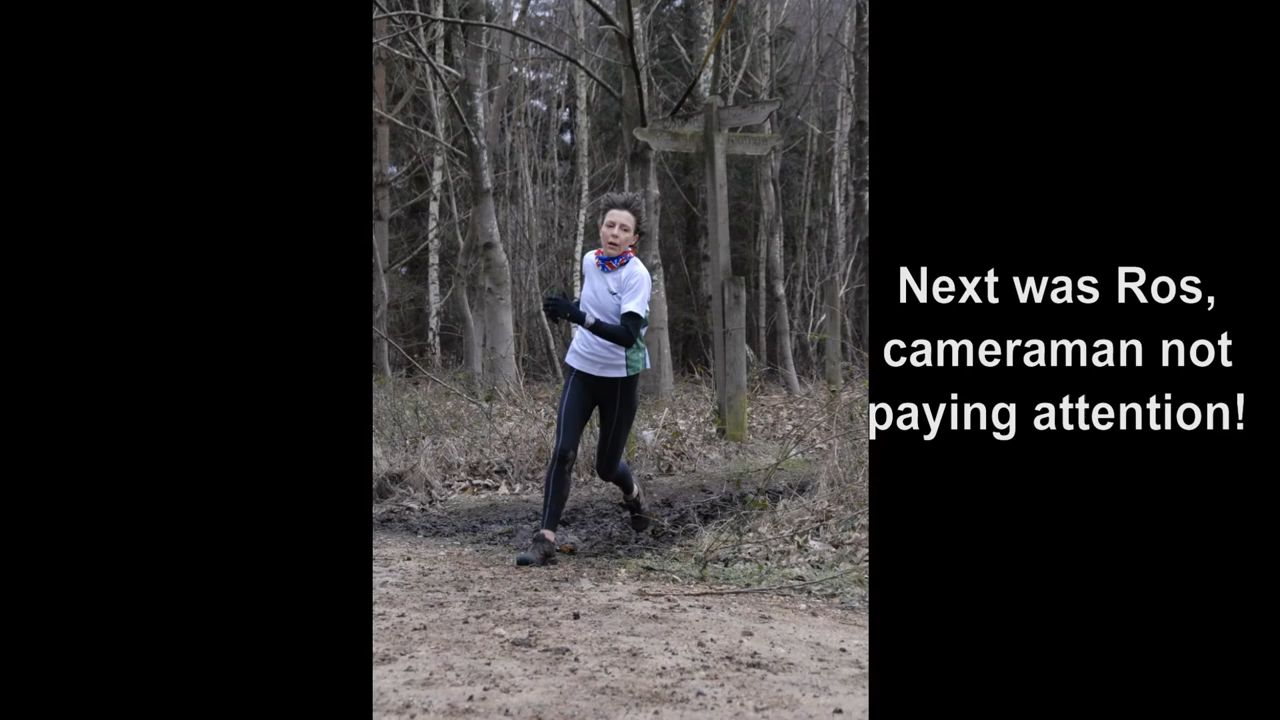 Next was Ros,
cameraman not
paying attention!